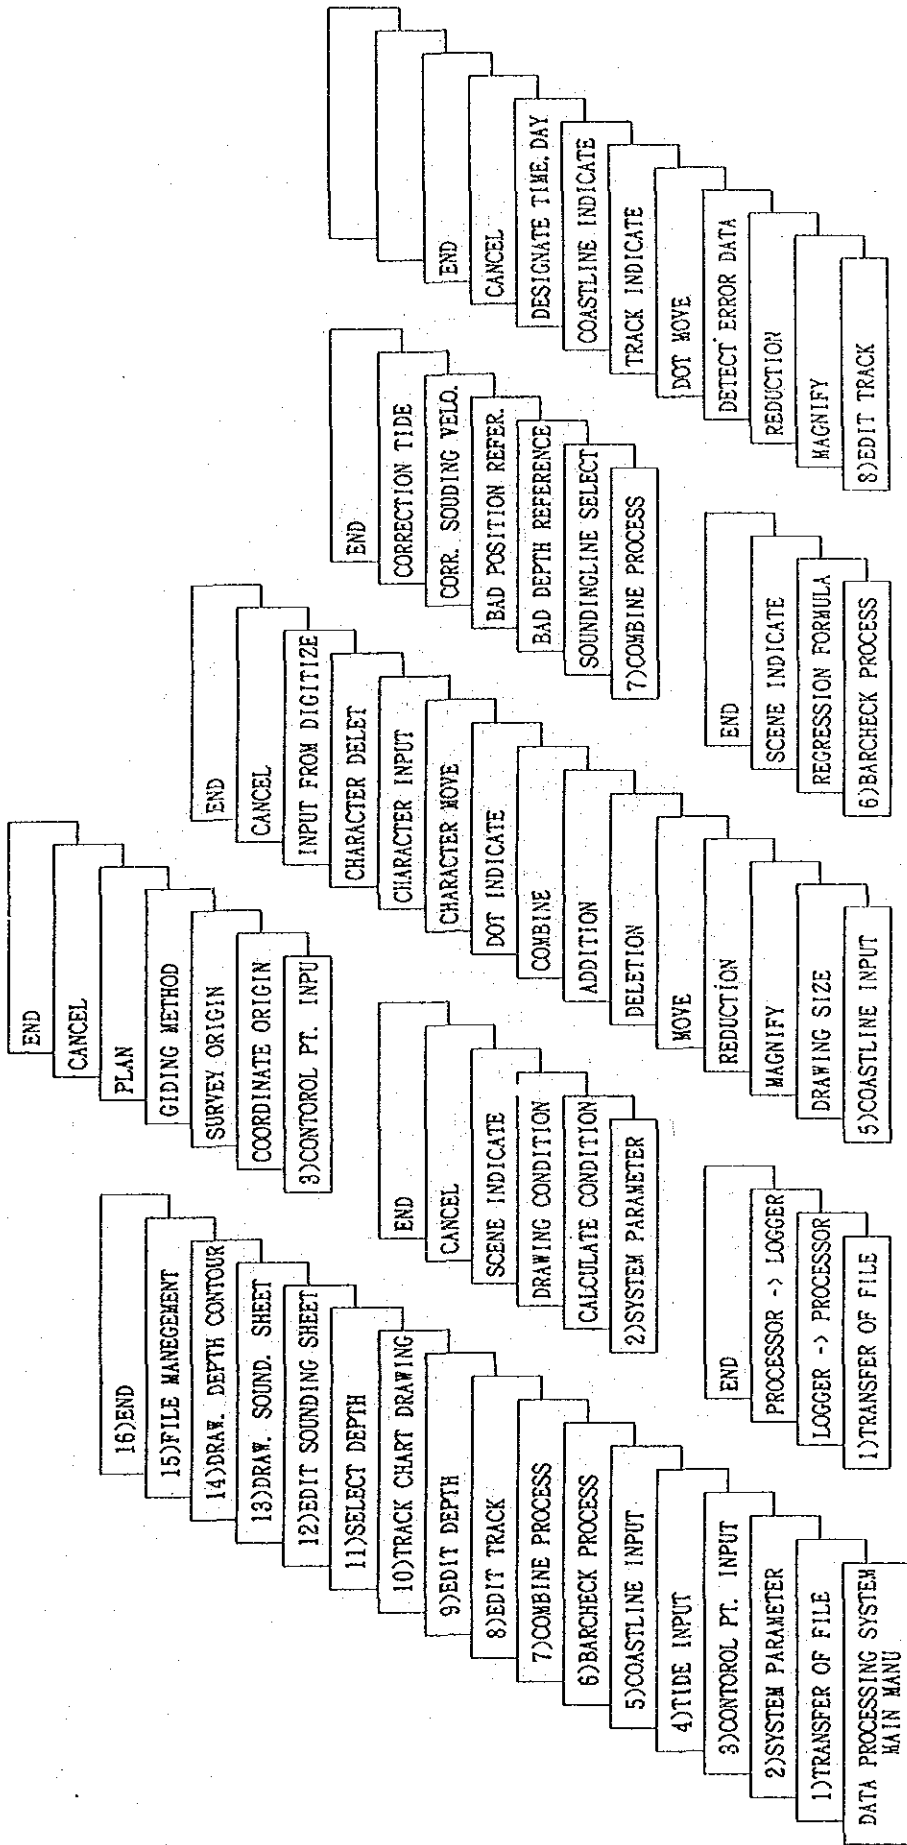 DATA PROCESSING SYSTEM
MAIN MANU
1)TRANSFER OF FILE
2)SYSTEM PARAMETER
3)CONTOROL PT. INPUT
4)TIDE INPUT
5)COASTLINE INPUT
6)BARCHECK PROCESS
7)COMBINE PROCESS
8)EDIT TRACK
9)EDIT DEPTH
10)TRACK CHART DRAWING
11)SELECT DEPTH
12)EDIT SOUNDING SHEET
13)DRAW. SOUND. SHEET
14)DRAW. DEPTH CONTOUR
15)FILE MANEGEMENT
16)END
1)TRANSFER OF FILE
LOGGER -> PROCESSOR
PROCESSOR -> LOGGER
END
2)SYSTEM PARAMETER
CALCULATE CONDITION
DRAWING CONDITION
SCENE INDICATE
CANCEL
END
3)CONTOROL PT. INPU
COORDINATE ORIGIN
SURVEY ORIGIN
GIDING METHOD
PLAN
CANCEL
END
5)COASTLINE INPUT
DRAWING SIZE
MAGNIFY
REDUCTION
MOVE
DELETION
ADDITION
COMBINE
DOT INDICATE
CHARACTER MOVE
CHARACTER INPUT
CHARACTER DELET
INPUT FROM DIGITIZE
CANCEL
END
6)BARCHECK PROCESS
REGRESSION FORMULA
SCENE INDICATE
END
7)COMBINE PROCESS
SOUNDINGLINE SELECT
BAD DEPTH REFERENCE
BAD POSITION REFER.
CORR. SOUDING VELO.
CORRECTION TIDE
END
8)EDIT TRACK
MAGNIFY
REDUCTION
DETECT ERROR DATA
DOT MOVE
TRACK INDICATE
COASTLINE INDICATE
DESIGNATE TIME,DAY
CANCEL
END